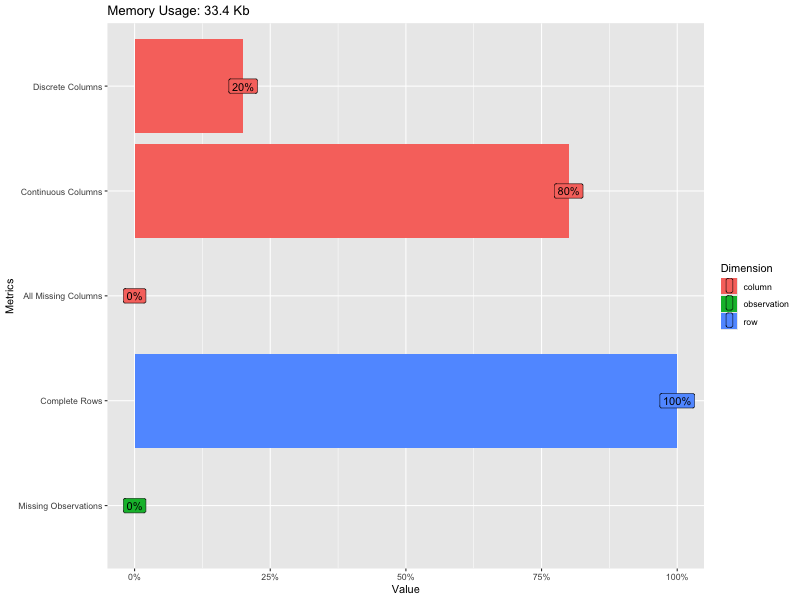 Memory Usage: 33.4 Kb
Discrete Columns
20%
Continuous Columns
80%
All Missing Columns
0%
Complete Rows
100%
Missing Observations
0%
0%
25%
50%
75%
100%
Value
Metrics
Dimension
column
observation
row